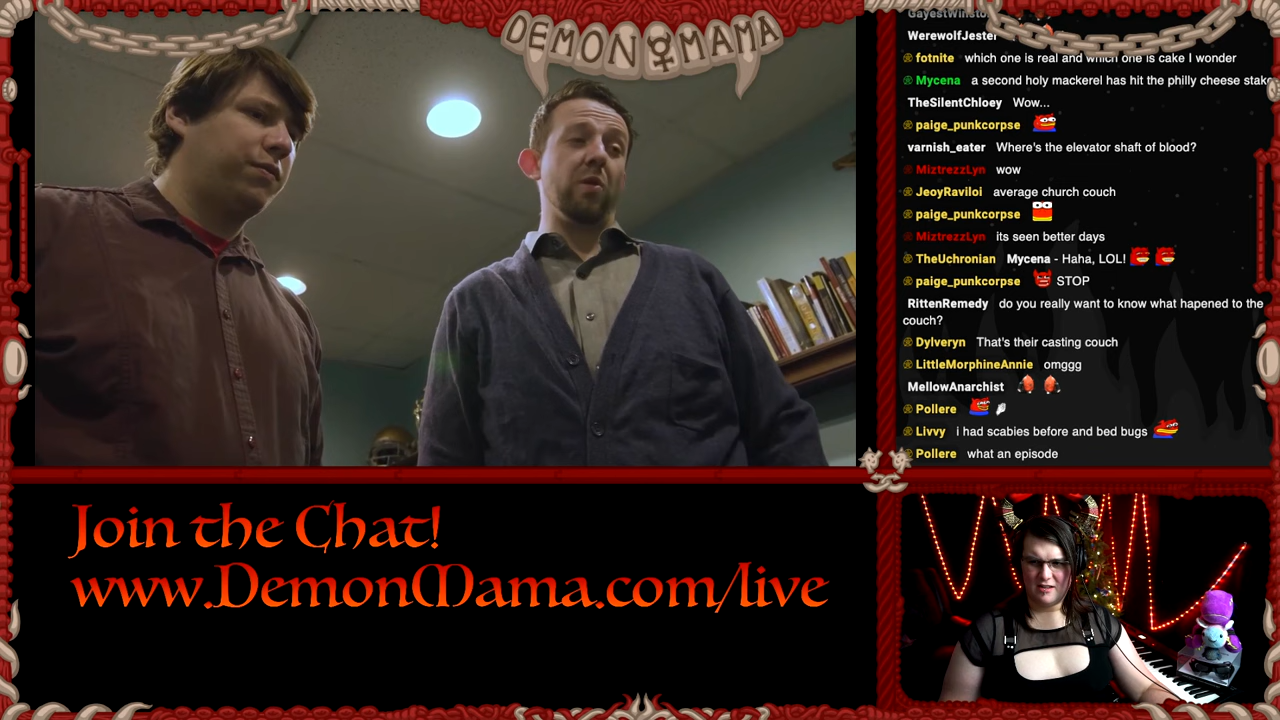 DEMON MAMA
GayestWinsto
WerewolfJester
fotnite which one is real and which one is cake I wonder
Mycena a second holy mackerel has hit the philly cheese stake
TheSilentChloey Wow...
paige_punkcorpse
varnish_eater Where's the elevator shaft of blood?
MiztrezzLyn wow
JeoyRaviloi average church couch
paige_punkcorpse
MiztrezzLyn its seen better days
TheUchronian Mycena - Haha, LOL!
paige_punkcorpse STOP
RittenRemedy do you really want to know what hapened to the
couch?
Dylveryn That's their casting couch
LittleMorphineAnnie omggg
MellowAnarchist
Pollere
Livvy i had scabies before and bed bugs
Pollere what an episode
Join the Chat!
www.DemonMama.com/live